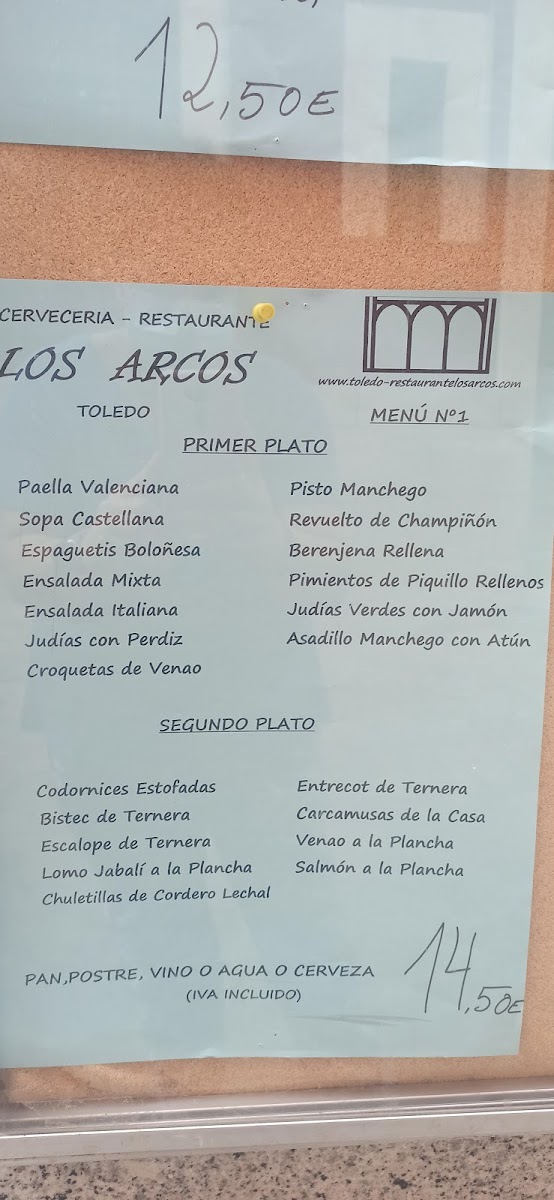 12,50€
CERVECERIA - RESTAURANTE
LOS ARCOS
TOLEDO
www.toledo-restaurantelosarcos.com
MENÚ Nº1
PRIMER PLATO
Paella Valenciana
Sopa Castellana
Espaguetis Boloñesa
Ensalada Mixta
Ensalada Italiana
Judías con Perdiz
Croquetas de Venao
Pisto Manchego
Revuelto de Champiñón
Berenjena Rellena
Pimientos de Piquillo Rellenos
Judías Verdes con Jamón
Asadillo Manchego con Atún
SEGUNDO PLATO
Codornices Estofadas
Bistec de Ternera
Escalope de Ternera
Lomo Jabalí a la Plancha
Chuletillas de Cordero Lechal
Entrecot de Ternera
Carcamusas de la Casa
Venao a la Plancha
Salmón a la Plancha
PAN,POSTRE, VINO O AGUA O CERVEZA
(IVA INCLUIDO)
14,50€